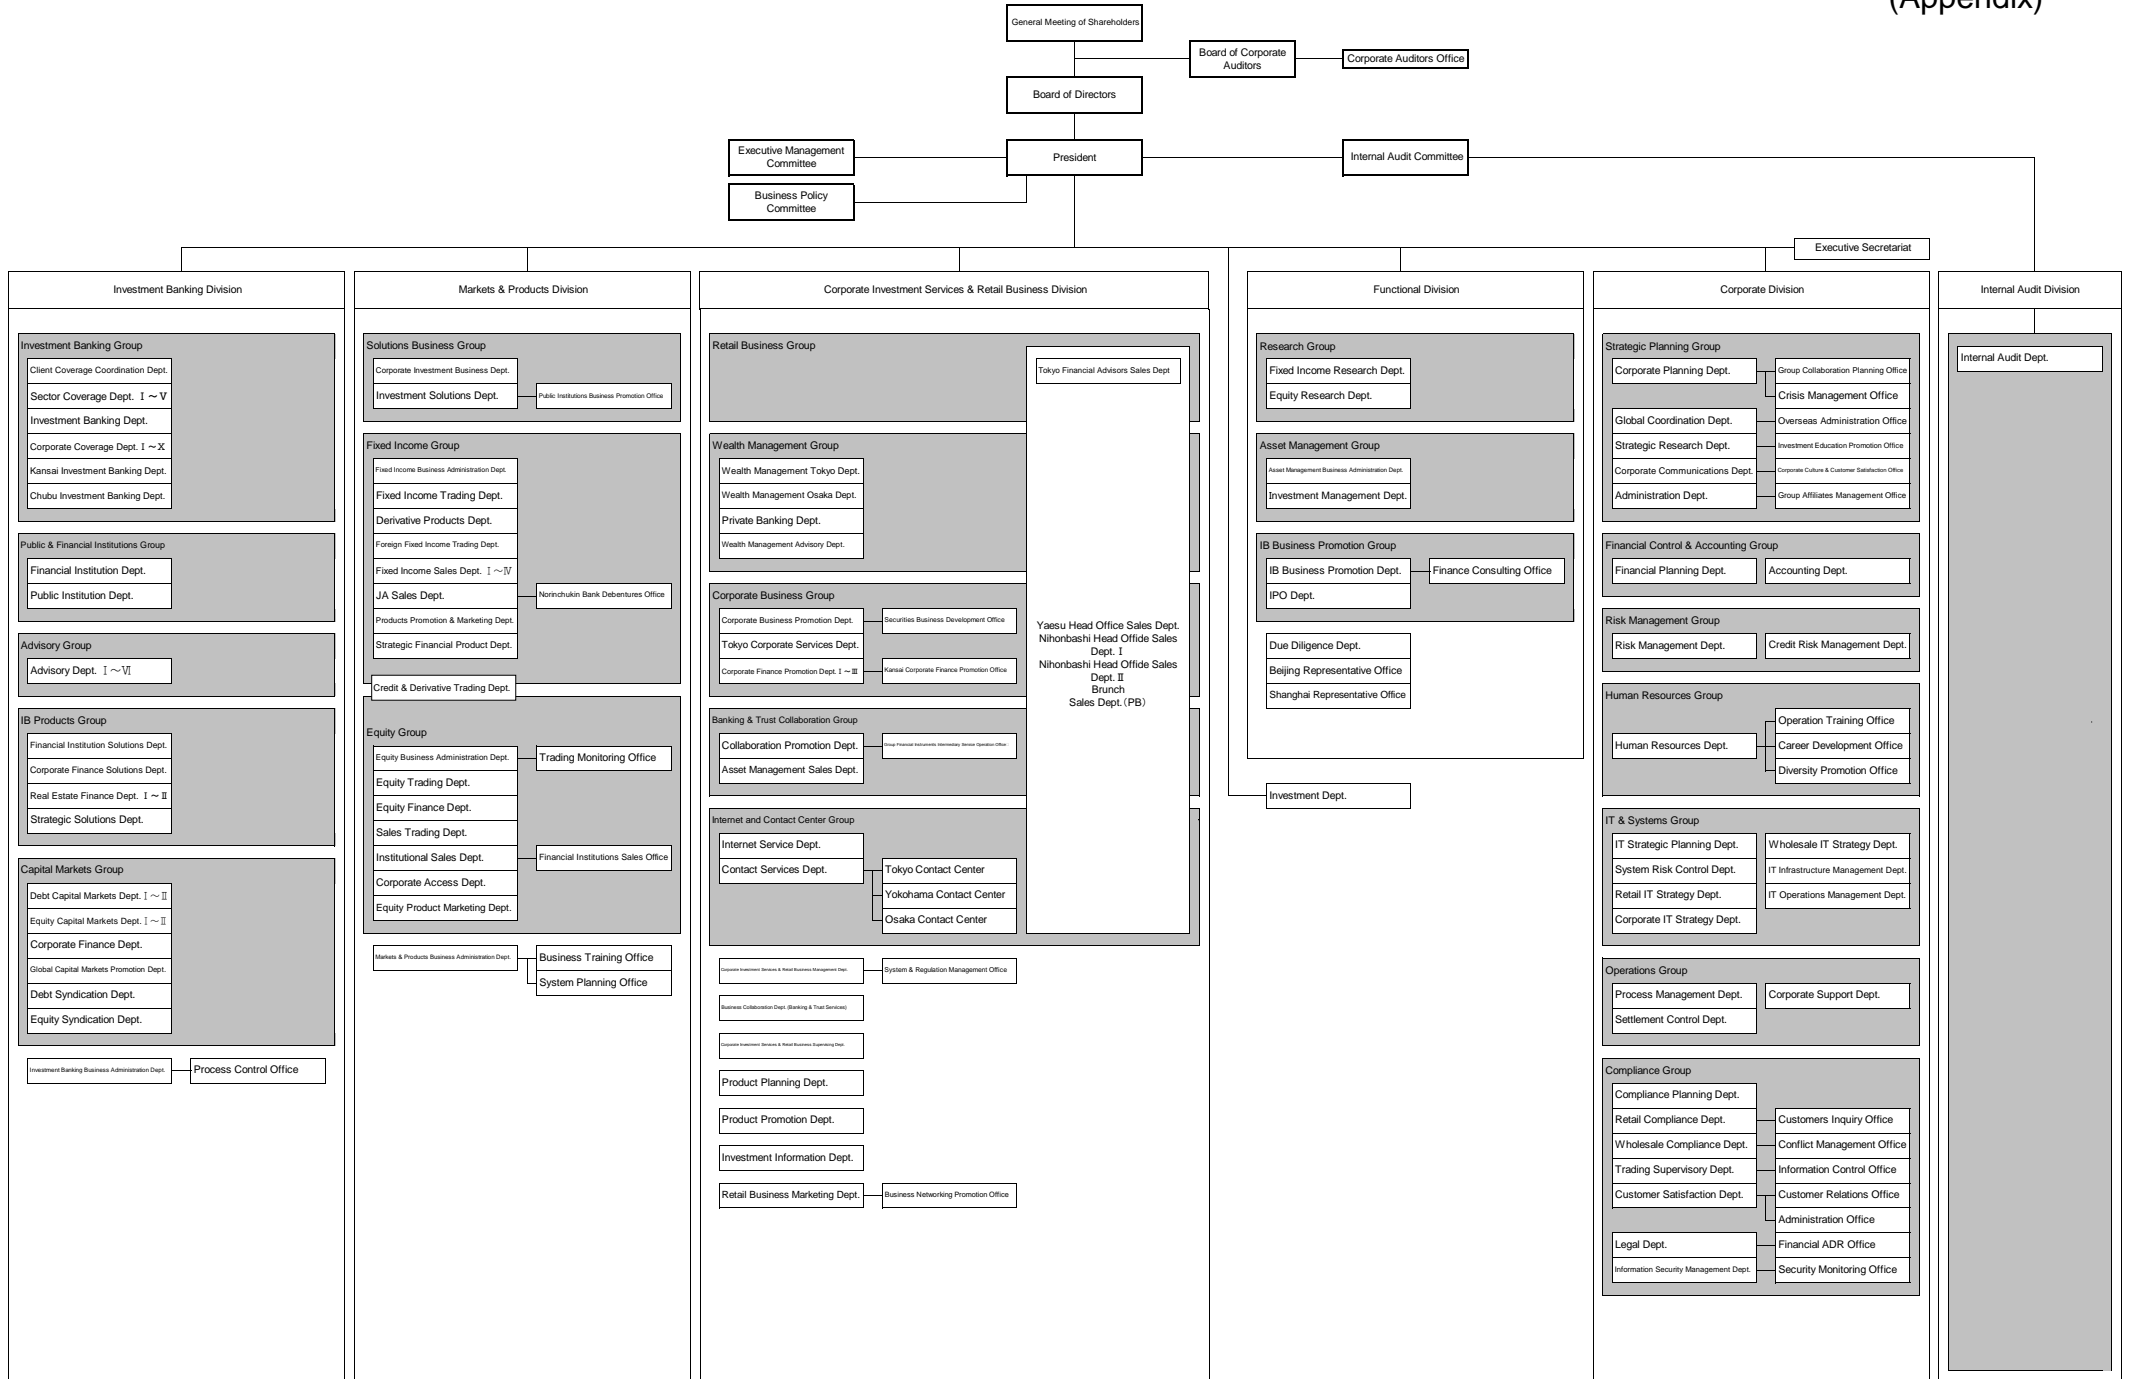 (Appendix)
General Meeting of Shareholders
Board of Corporate
Auditors
Corporate Auditors Office
Board of Directors
Executive Management
Committee
President
Internal Audit Committee
Business Policy
Committee
Executive Secretariat
Investment Banking Division
Markets & Products Division
Corporate Investment Services & Retail Business Division
Functional Division
Corporate Division
Internal Audit Division
Investment Banking Group
Client Coverage Coordination Dept.
Sector Coverage Dept. Ⅰ～Ⅴ
Investment Banking Dept.
Corporate Coverage Dept. Ⅰ～Ⅹ
Kansai Investment Banking Dept.
Chubu Investment Banking Dept.
Public & Financial Institutions Group
Financial Institution Dept.
Public Institution Dept.
Advisory Group
Advisory Dept. Ⅰ～Ⅵ
IB Products Group
Financial Institution Solutions Dept.
Corporate Finance Solutions Dept.
Real Estate Finance Dept. Ⅰ～Ⅱ
Strategic Solutions Dept.
Capital Markets Group
Debt Capital Markets Dept. Ⅰ～Ⅱ
Equity Capital Markets Dept. Ⅰ～Ⅱ
Corporate Finance Dept.
Global Capital Markets Promotion Dept.
Debt Syndication Dept.
Equity Syndication Dept.
Investment Banking Business Administration Dept.
Process Control Office
Solutions Business Group
Corporate Investment Business Dept.
Investment Solutions Dept.
Public Institutions Business Promotion Office
Fixed Income Group
Fixed Income Business Administration Dept.
Fixed Income Trading Dept.
Derivative Products Dept.
Foreign Fixed Income Trading Dept.
Fixed Income Sales Dept. Ⅰ～Ⅳ
JA Sales Dept.
Norinchukin Bank Debentures Office
Products Promotion & Marketing Dept.
Strategic Financial Product Dept.
Credit & Derivative Trading Dept.
Equity Group
Equity Business Administration Dept.
Trading Monitoring Office
Equity Trading Dept.
Equity Finance Dept.
Sales Trading Dept.
Institutional Sales Dept.
Financial Institutions Sales Office
Corporate Access Dept.
Equity Product Marketing Dept.
Markets & Products Business Administration Dept.
Business Training Office
System Planning Office
Retail Business Group
Tokyo Financial Advisors Sales Dept
Wealth Management Group
Wealth Management Tokyo Dept.
Wealth Management Osaka Dept.
Private Banking Dept.
Wealth Management Advisory Dept.
Corporate Business Group
Corporate Business Promotion Dept.
Securities Business Development Office
Tokyo Corporate Services Dept.
Corporate Finance Promotion Dept. Ⅰ～Ⅲ
Kansai Corporate Finance Promotion Office
Yaesu Head Office Sales Dept.
Nihonbashi Head Offide Sales
Dept. Ⅰ
Nihonbashi Head Offide Sales
Dept. Ⅱ
Brunch
Sales Dept.（PB）
Banking & Trust Collaboration Group
Collaboration Promotion Dept.
Group Financial Instruments Intermediary Service Operation Office
Asset Management Sales Dept.
Internet and Contact Center Group
Internet Service Dept.
Contact Services Dept.
Tokyo Contact Center
Yokohama Contact Center
Osaka Contact Center
Corporate Investment Services & Retail Business Management Dept.
System & Regulation Management Office
Business Collaboration Dept. (Banking & Trust Services)
Corporate Investment Services & Retail Business Supervising Dept.
Product Planning Dept.
Product Promotion Dept.
Investment Information Dept.
Retail Business Marketing Dept.
Business Networking Promotion Office
Research Group
Fixed Income Research Dept.
Equity Research Dept.
Asset Management Group
Asset Management Business Administration Dept.
Investment Management Dept.
IB Business Promotion Group
IB Business Promotion Dept.
Finance Consulting Office
IPO Dept.
Due Diligence Dept.
Beijing Representative Office
Shanghai Representative Office
Investment Dept.
Strategic Planning Group
Corporate Planning Dept.
Group Collaboration Planning Office
Crisis Management Office
Global Coordination Dept.
Overseas Administration Office
Strategic Research Dept.
Investment Education Promotion Office
Corporate Communications Dept.
Corporate Culture & Customer Satisfaction Office
Administration Dept.
Group Affiliates Management Office
Financial Control & Accounting Group
Financial Planning Dept.
Accounting Dept.
Risk Management Group
Risk Management Dept.
Credit Risk Management Dept.
Human Resources Group
Operation Training Office
Human Resources Dept.
Career Development Office
Diversity Promotion Office
IT & Systems Group
IT Strategic Planning Dept.
Wholesale IT Strategy Dept.
System Risk Control Dept.
IT Infrastructure Management Dept.
Retail IT Strategy Dept.
IT Operations Management Dept.
Corporate IT Strategy Dept.
Operations Group
Process Management Dept.
Corporate Support Dept.
Settlement Control Dept.
Compliance Group
Compliance Planning Dept.
Retail Compliance Dept.
Customers Inquiry Office
Wholesale Compliance Dept.
Conflict Management Office
Trading Supervisory Dept.
Information Control Office
Customer Satisfaction Dept.
Customer Relations Office
Administration Office
Legal Dept.
Financial ADR Office
Information Security Management Dept.
Security Monitoring Office
Internal Audit Dept.